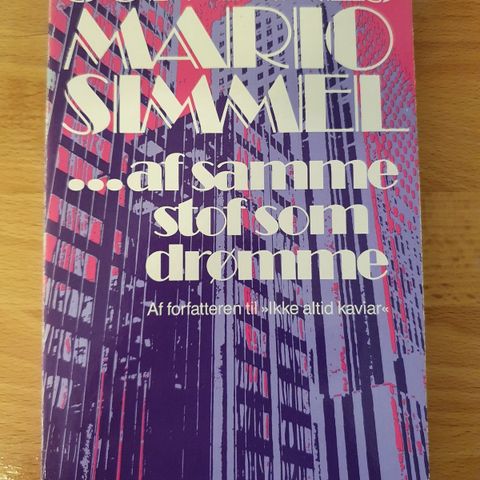 MARIO
SIMMEL
...af samme
stof som
drømme
Af forfatteren til »Ikke altid kaviar«